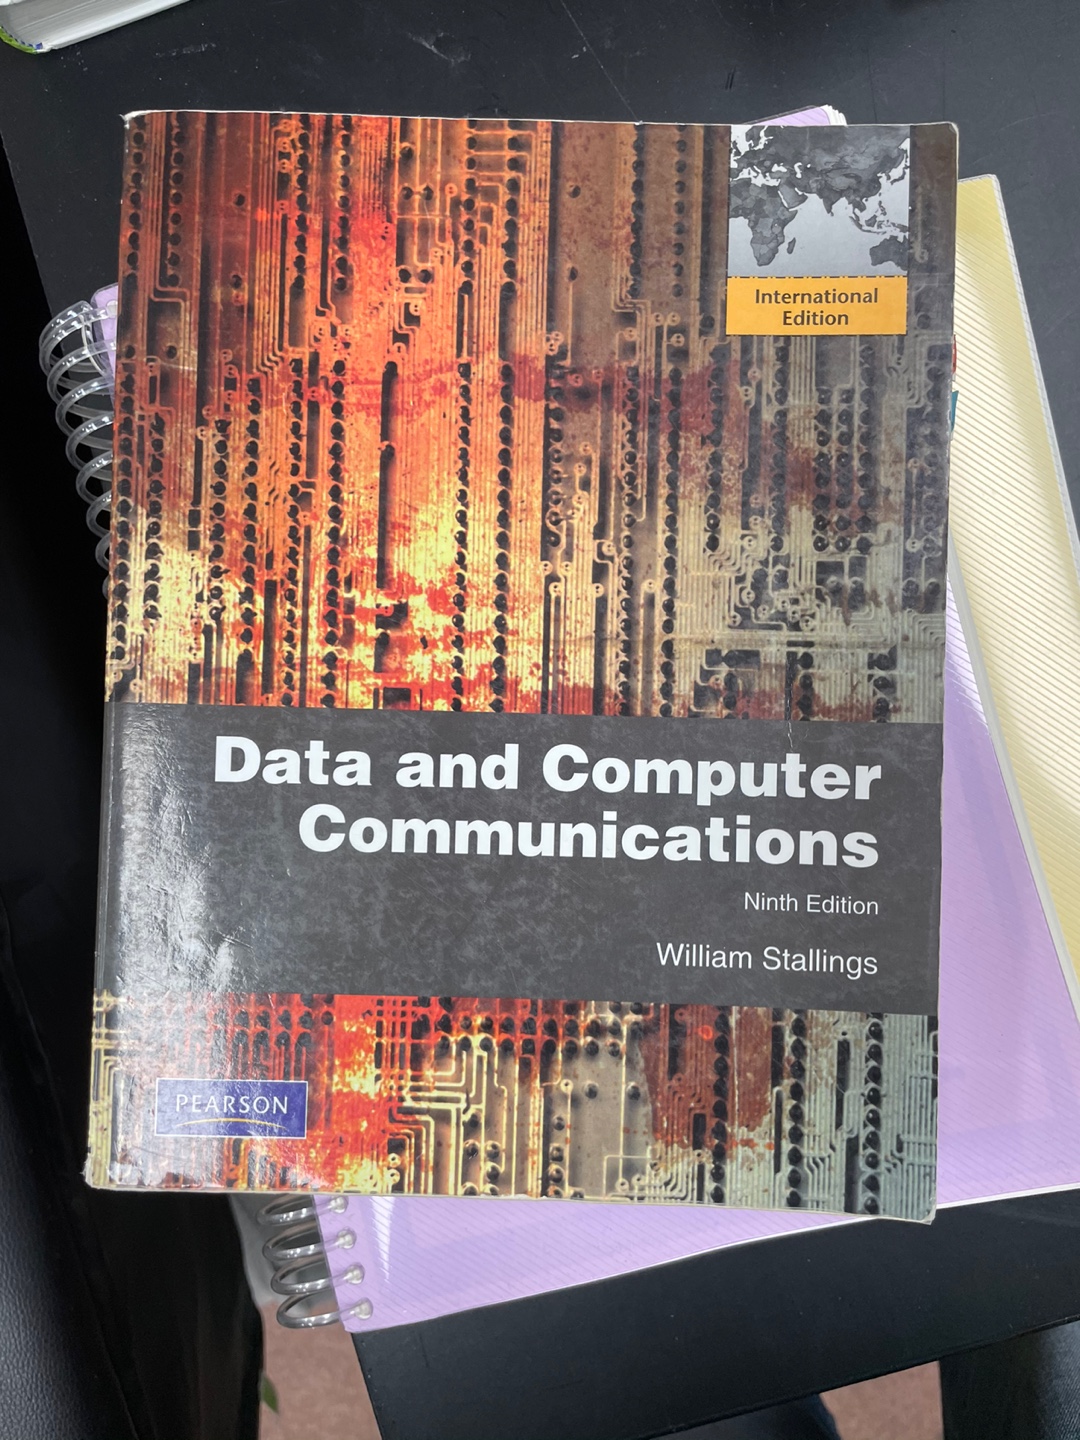 International
Edition
Data and Computer
Communications
Ninth Edition
William Stallings
PEARSON